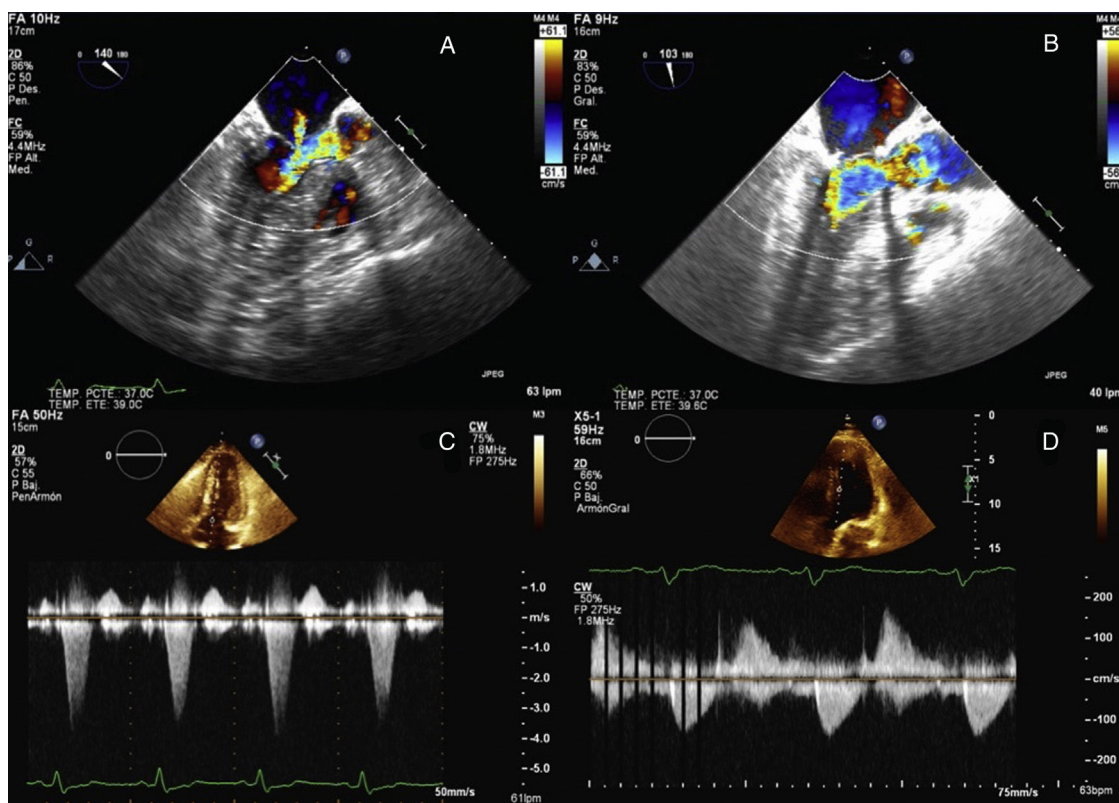 FA 10Hz
17cm
2D
86%
C 50
P Des.
Pen.
FC
59%
4.4MHz
FP Alt.
Med.
0 140 180
P
A
M4 M4
+61.1
-61.1
cm/s
G
P R
JPEG
TEMP. PCTE.: 37.0C
TEMP. ETE: 39.0C
63 lpm
FA 9Hz
16cm
2D
83%
C 50
P Des.
Gral.
FC
59%
4.4MHz
FP Alt.
Med.
0 103 180
P
B
M4 M4
+56
-56
cm/s
G
P R
JPEG
TEMP. PCTE.: 37.0C
TEMP. ETE: 39.6C
40 lpm
FA 50Hz
15cm
2D
57%
C 55
P Baj.
PenArmón
0
P
CW
75%
1.8MHz
FP 275Hz
C
M3
1.0
m/s
-1.0
-2.0
-3.0
-4.0
-5.0
50mm/s
61lpm
X5-1
59Hz
16cm
2D
66%
C 50
P Baj.
ArmónGral
0
P
D
M5
0
5
10
15
CW
50%
FP 275Hz
1.8MHz
200
100
cm/s
-100
-200
75mm/s
63bpm